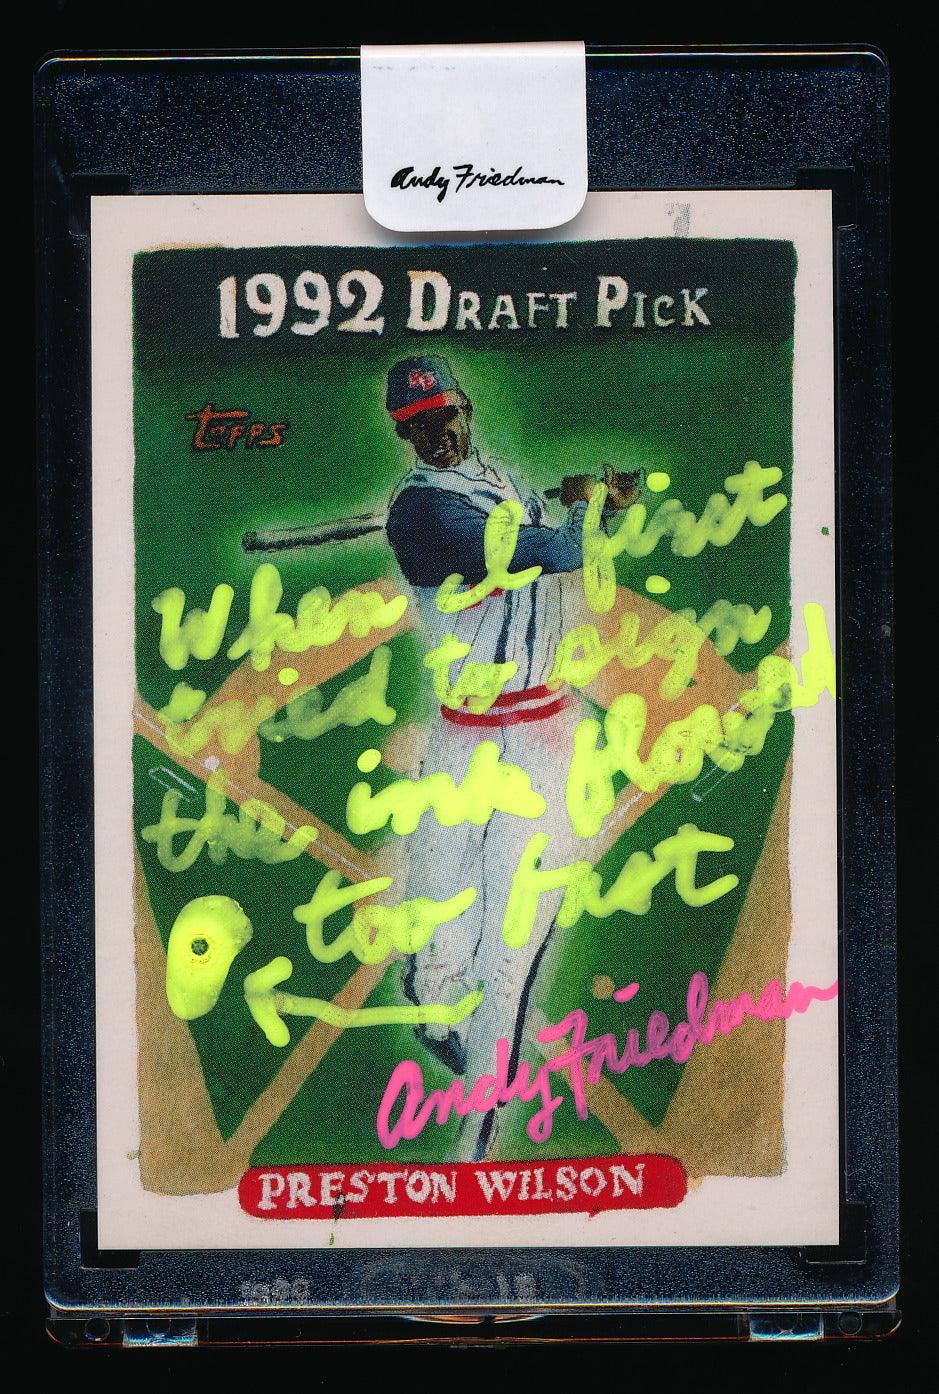 Andy Friedman
1992 DRAFT PICK
topps
When I first
tried to sign
the ink flowed
too fast
Andy Friedman
PRESTON WILSON